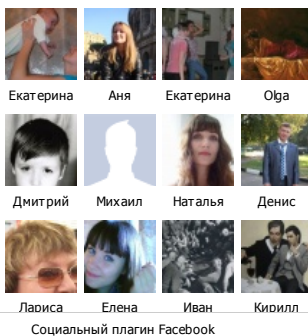 Екатерина Аня Екатерина Olga
Дмитрий Михаил Наталья Денис
Лариса Елена Иван Кирилл
Социальный плагин Facebook